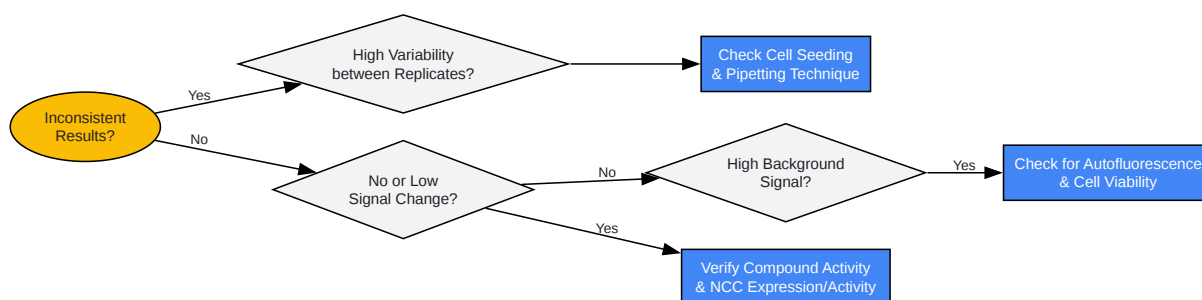 High Variability
between Replicates?
Check Cell Seeding
& Pipetting Technique
Yes
Inconsistent
Results?
No
No or Low
Signal Change?
No
High Background
Signal?
Yes
Check for Autofluorescence
& Cell Viability
Yes
Verify Compound Activity
& NCC Expression/Activity